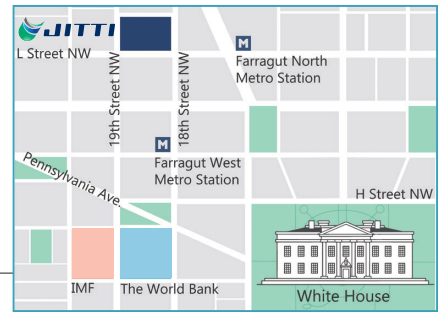 JITTI
L Street NW
19th Street NW
18th Street NW
M
Farragut North
Metro Station
M
Farragut West
Metro Station
Pennsylvania Ave.
H Street NW
IMF
The World Bank
White House